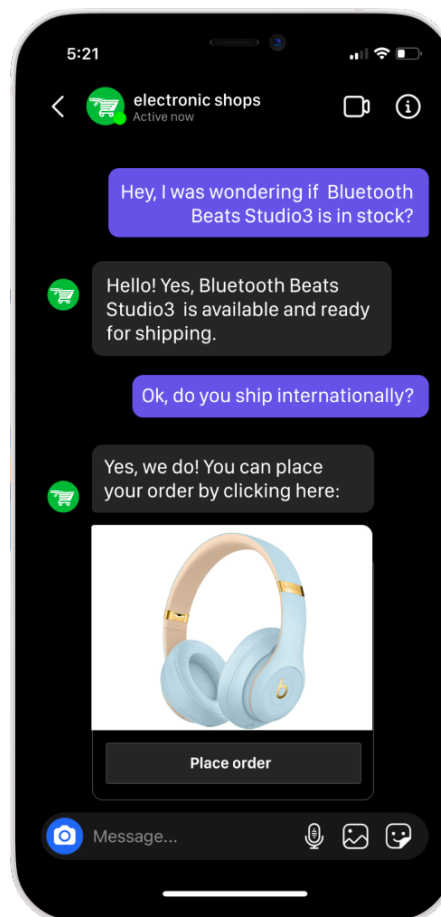 5:21
electronic shops
Active now
Hey, I was wondering if Bluetooth
Beats Studio3 is in stock?
Hello! Yes, Bluetooth Beats
Studio3 is available and ready
for shipping.
Ok, do you ship internationally?
Yes, we do! You can place
your order by clicking here:
b
Place order
Message...